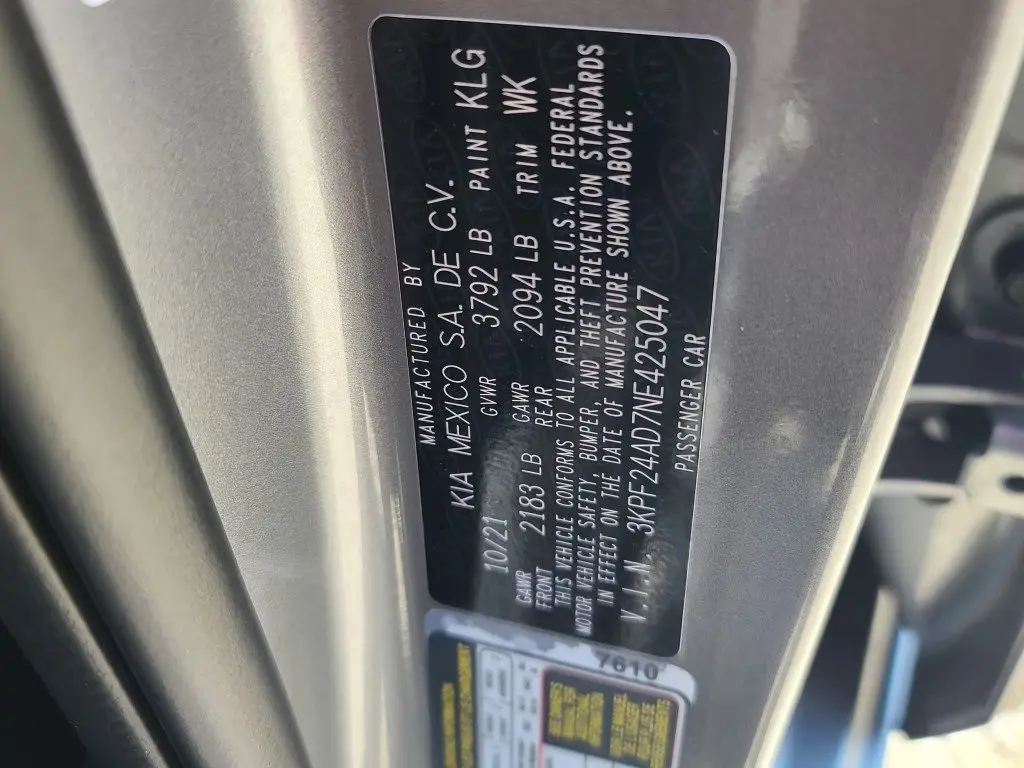 MANUFACTURED BY
KIA MEXICO S.A. DE C.V.
10/21 GVWR 3792 LB PAINT KLG
GAWR FRONT 2183 LB GAWR REAR 2094 LB TRIM WK
THIS VEHICLE CONFORMS TO ALL APPLICABLE U.S.A. FEDERAL
MOTOR VEHICLE SAFETY, BUMPER, AND THEFT PREVENTION STANDARDS
IN EFFECT ON THE DATE OF MANUFACTURE SHOWN ABOVE.
V.I.N. 3KPF24AD7NE425047
PASSENGER CAR
7610